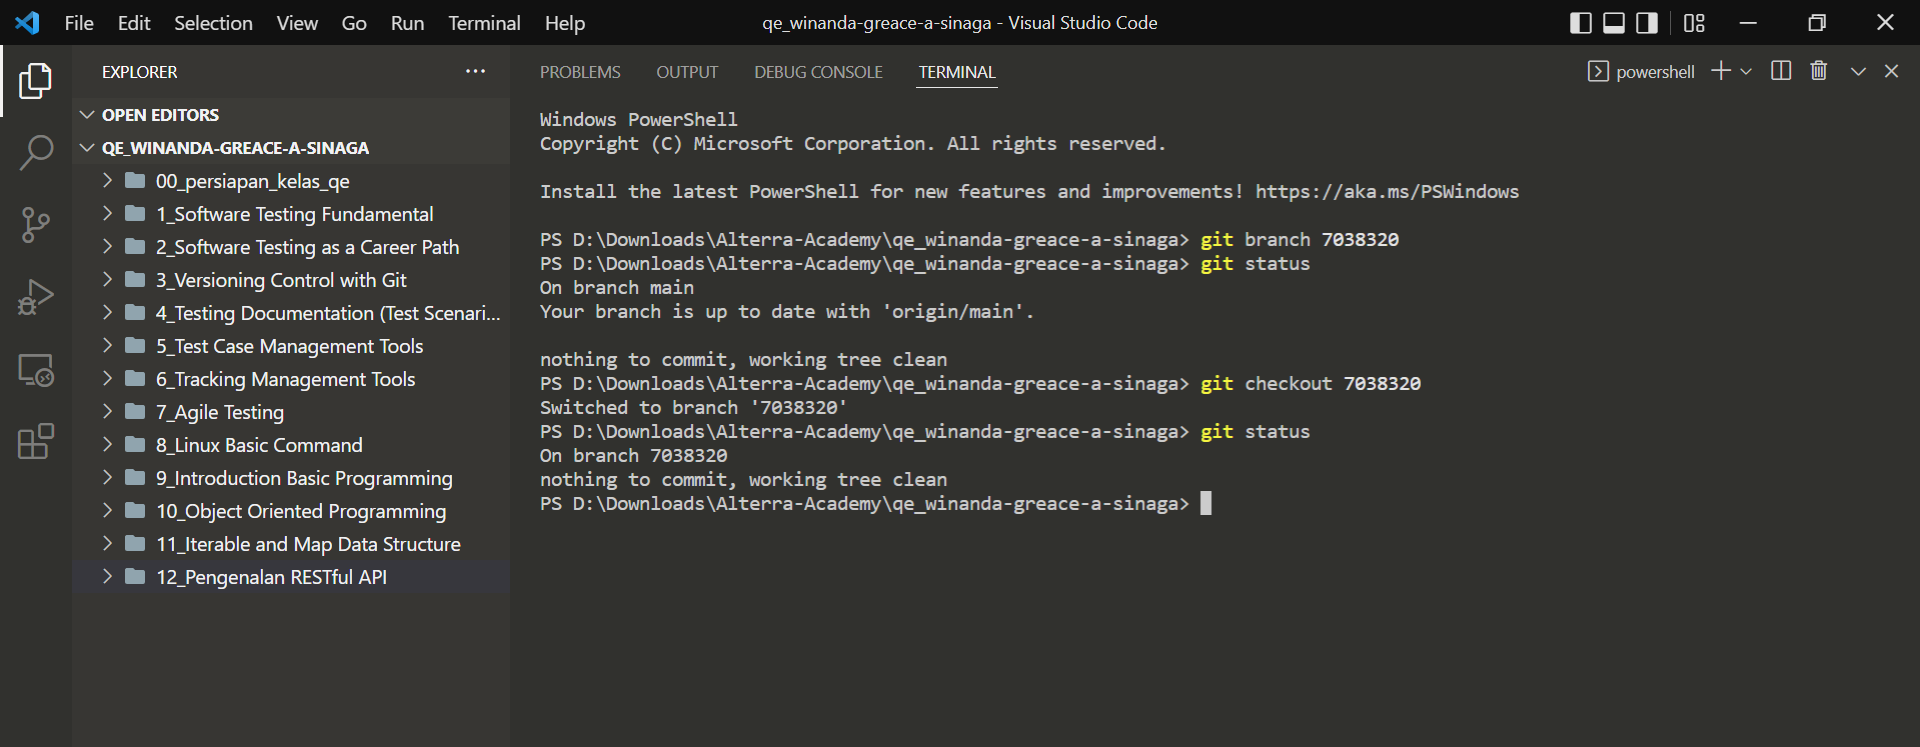 File Edit Selection View Go Run Terminal Help
qe_winanda-greace-a-sinaga - Visual Studio Code
EXPLORER
OPEN EDITORS
QE_WINANDA-GREACE-A-SINAGA
00_persiapan_kelas_qe
1_Software Testing Fundamental
2_Software Testing as a Career Path
3_Versioning Control with Git
4_Testing Documentation (Test Scenari...
5_Test Case Management Tools
6_Tracking Management Tools
7_Agile Testing
8_Linux Basic Command
9_Introduction Basic Programming
10_Object Oriented Programming
11_Iterable and Map Data Structure
12_Pengenalan RESTful API
PROBLEMS OUTPUT DEBUG CONSOLE TERMINAL
powershell
Windows PowerShell
Copyright (C) Microsoft Corporation. All rights reserved.
Install the latest PowerShell for new features and improvements! https://aka.ms/PSWindows
PS D:\Downloads\Alterra-Academy\qe_winanda-greace-a-sinaga> git branch 7038320
PS D:\Downloads\Alterra-Academy\qe_winanda-greace-a-sinaga> git status
On branch main
Your branch is up to date with 'origin/main'.
nothing to commit, working tree clean
PS D:\Downloads\Alterra-Academy\qe_winanda-greace-a-sinaga> git checkout 7038320
Switched to branch '7038320'
PS D:\Downloads\Alterra-Academy\qe_winanda-greace-a-sinaga> git status
On branch 7038320
nothing to commit, working tree clean
PS D:\Downloads\Alterra-Academy\qe_winanda-greace-a-sinaga>